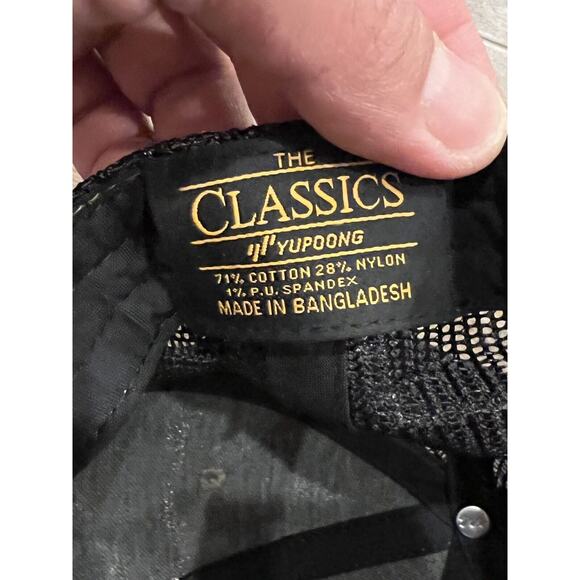 THE
CLASSICS
YUPOONG
71% COTTON 28% NYLON
1% P.U. SPANDEX
MADE IN BANGLADESH